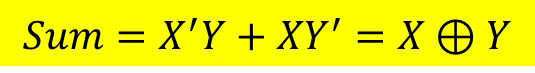 Sum = X′Y + XY′ = X ⊕ Y